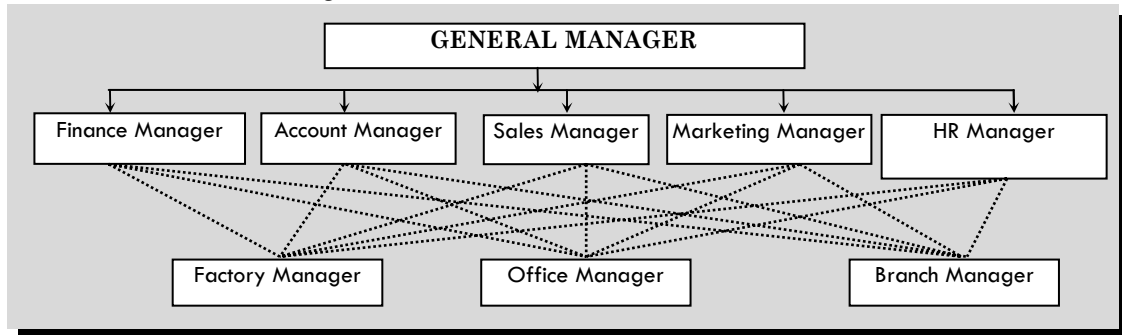 GENERAL MANAGER
Finance Manager
Account Manager
Sales Manager
Marketing Manager
HR Manager
Factory Manager
Office Manager
Branch Manager